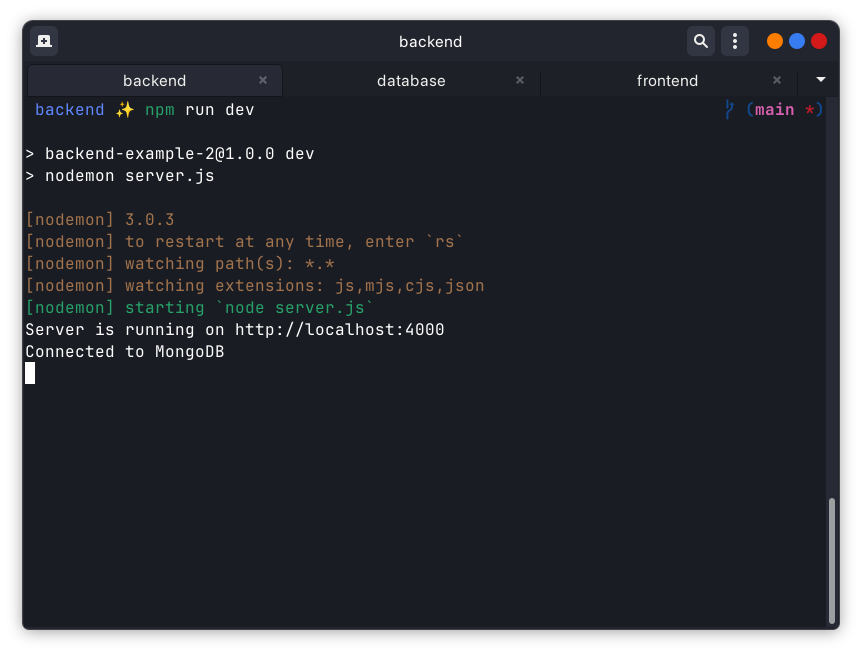 backend
backend × database × frontend ×
backend ✨ npm run dev (main *)
> backend-example-2@1.0.0 dev
> nodemon server.js
[nodemon] 3.0.3
[nodemon] to restart at any time, enter `rs`
[nodemon] watching path(s): *.*
[nodemon] watching extensions: js,mjs,cjs,json
[nodemon] starting `node server.js`
Server is running on http://localhost:4000
Connected to MongoDB